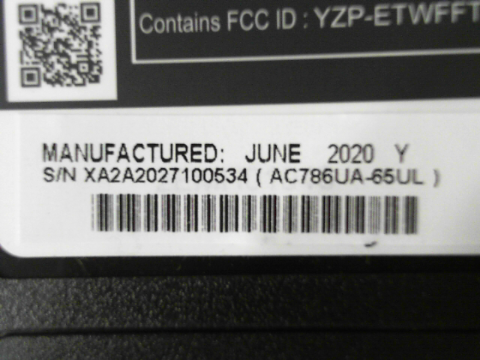 Contains FCC ID : YZP-ETWFFT
MANUFACTURED: JUNE 2020 Y
S/N XA2A2027100534 ( AC786UA-65UL )